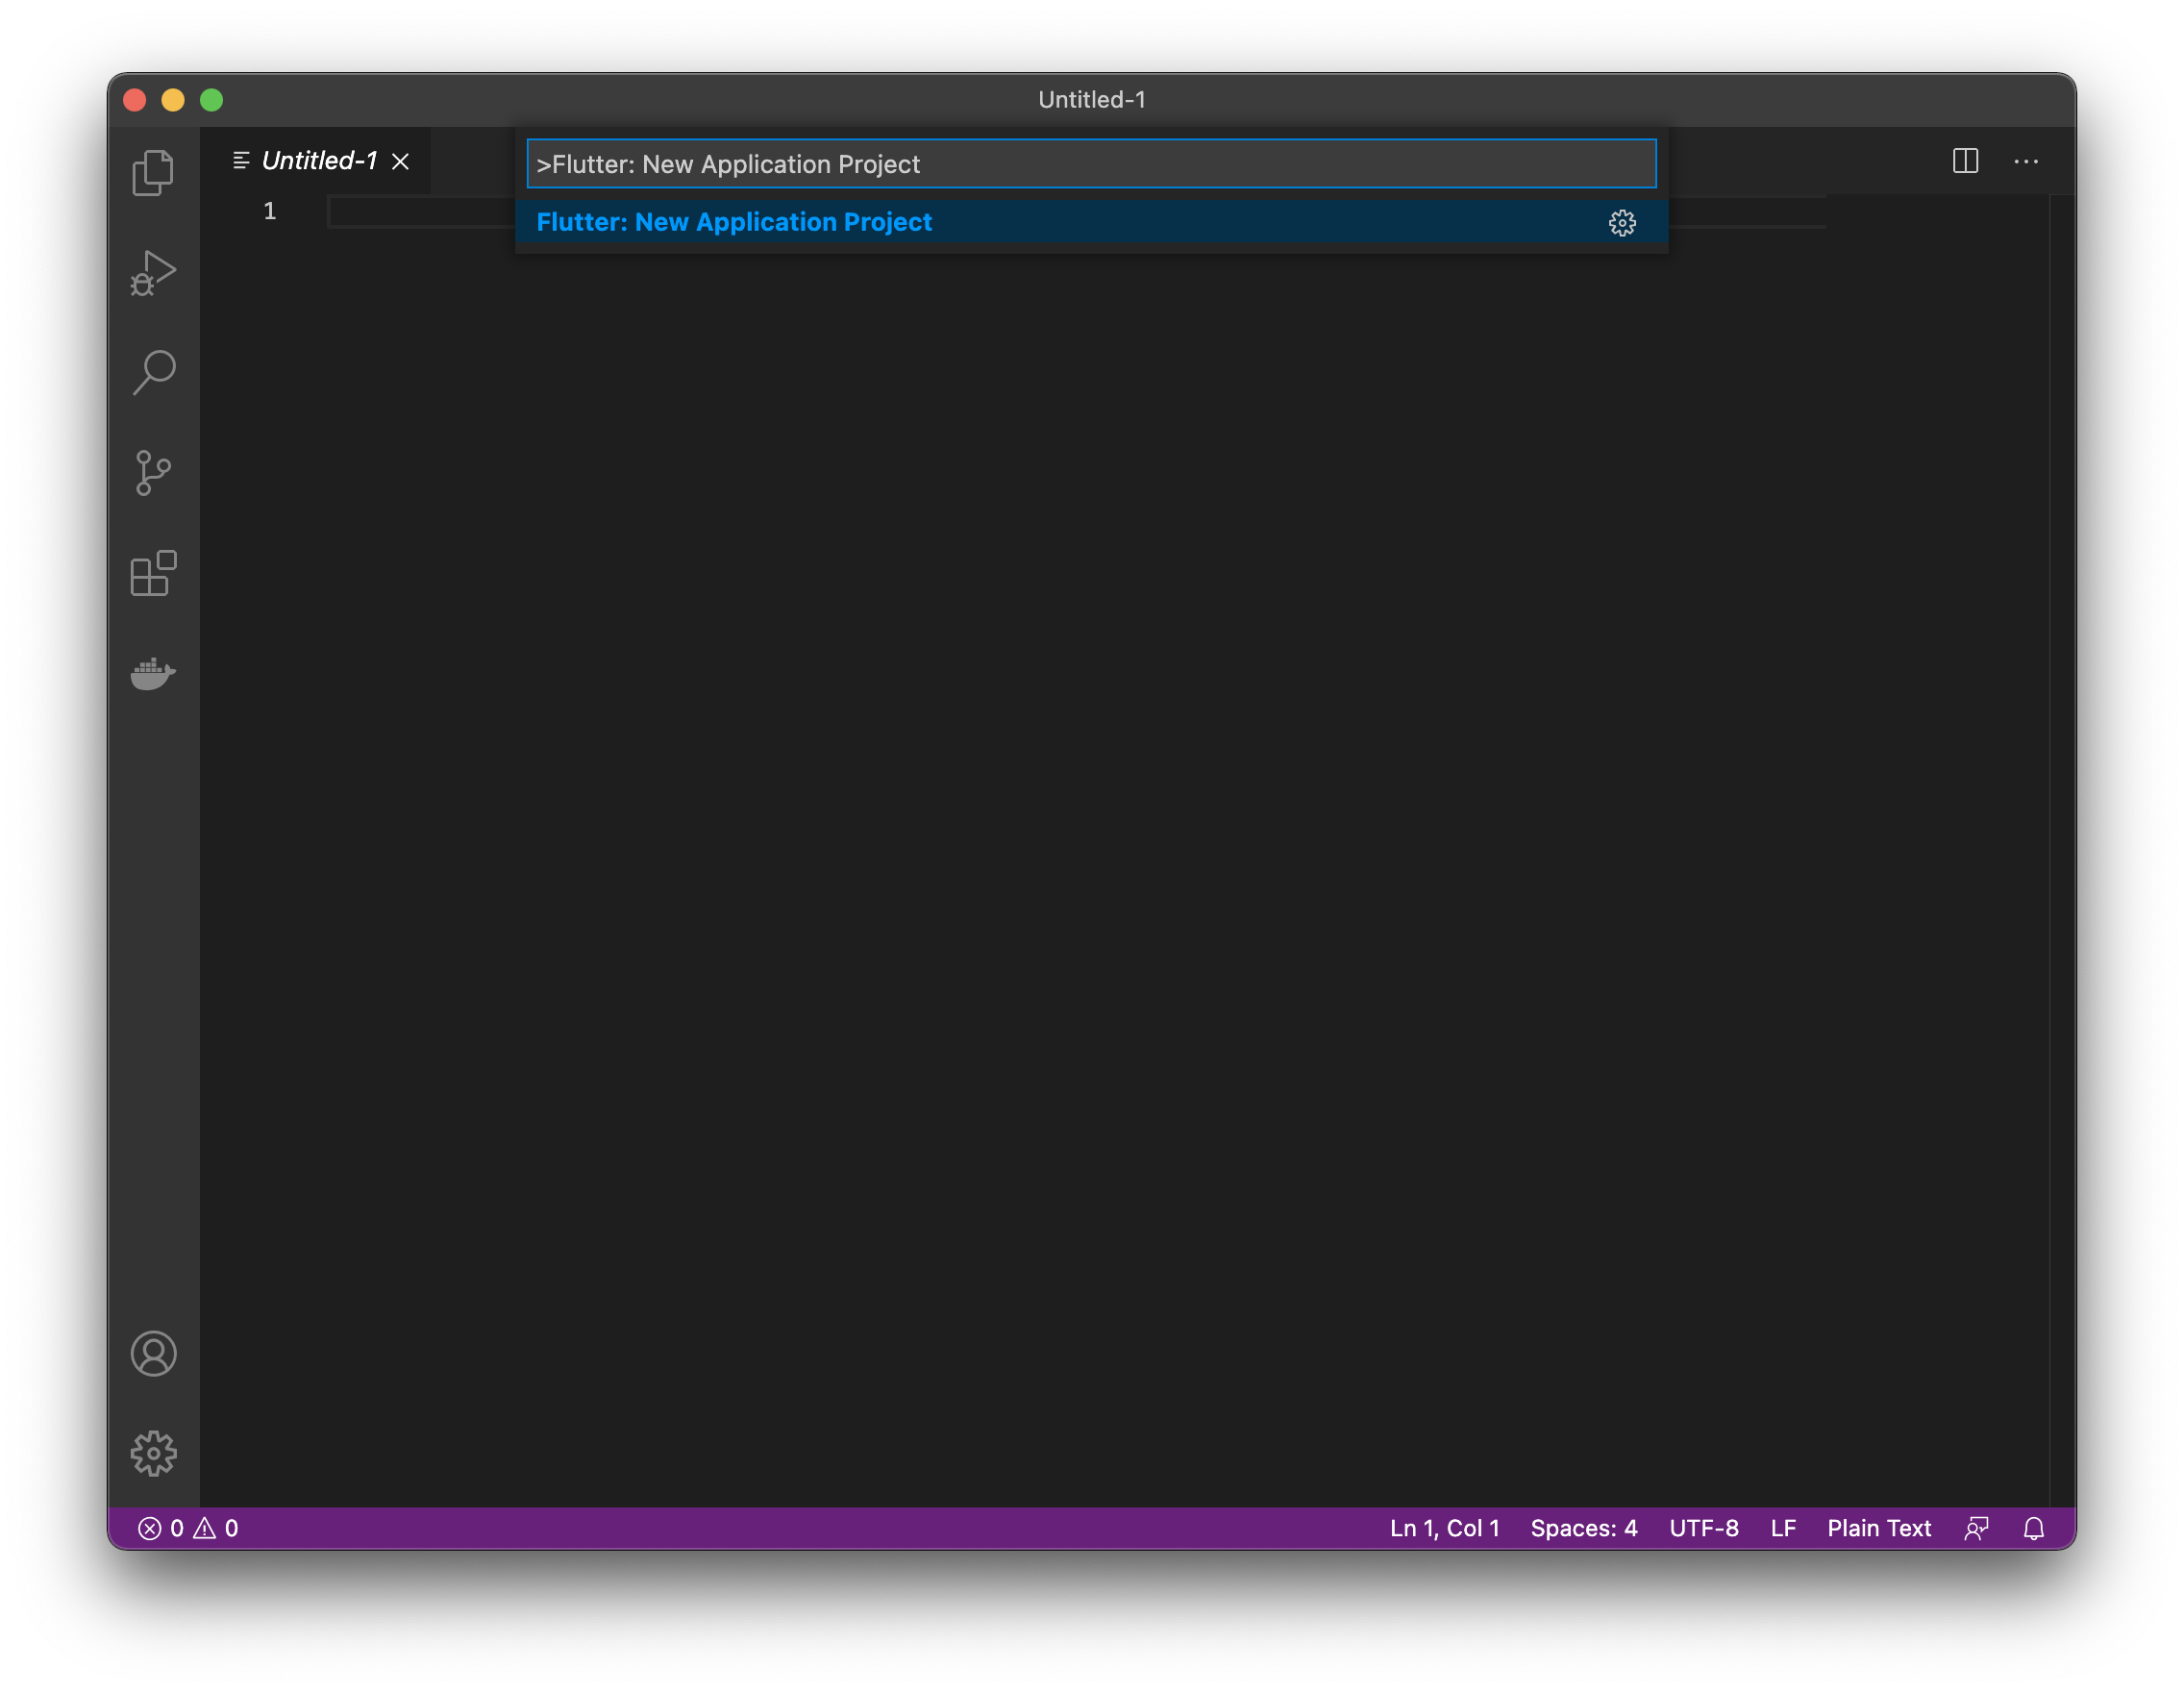 Untitled-1
Untitled-1
>Flutter: New Application Project
Flutter: New Application Project
1
0 0 Ln 1, Col 1 Spaces: 4 UTF-8 LF Plain Text